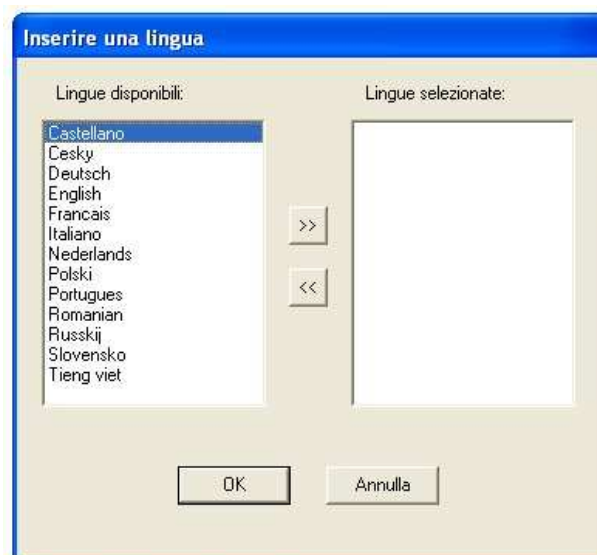 Inserire una lingua
Lingue disponibili:
Lingue selezionate:
Castellano
Cesky
Deutsch
English
Francais
Italiano
Nederlands
Polski
Portugues
Romanian
Russkij
Slovensko
Tieng viet
>>
<<
OK
Annulla